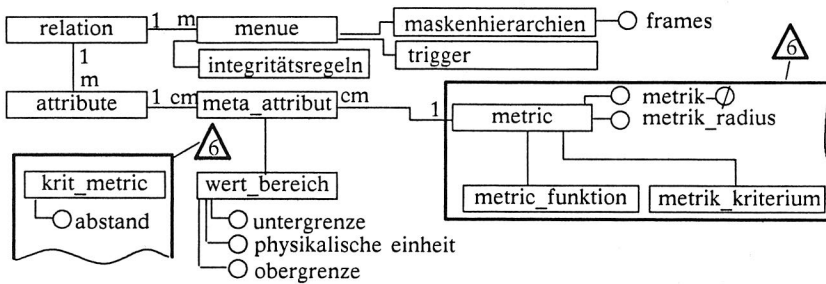 relation
1 m
menue
maskenhierarchien
frames
trigger
integritätsregeln
6
1
m
attribute
1 cm
meta_attribut
cm
1
metric
metrik-∅
metrik_radius
6
krit_metric
abstand
wert_bereich
untergrenze
physikalische einheit
obergrenze
metric_funktion
metrik_kriterium